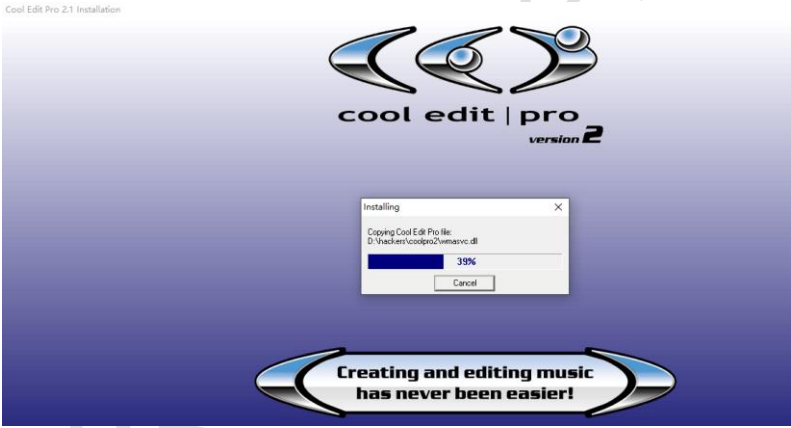 Cool Edit Pro 2.1 Installation
cool edit | pro
version 2
Installing
Copying Cool Edit Pro file:
D:\hackers\coolpro2\wmasvc.dll
39%
Cancel
Creating and editing music
has never been easier!